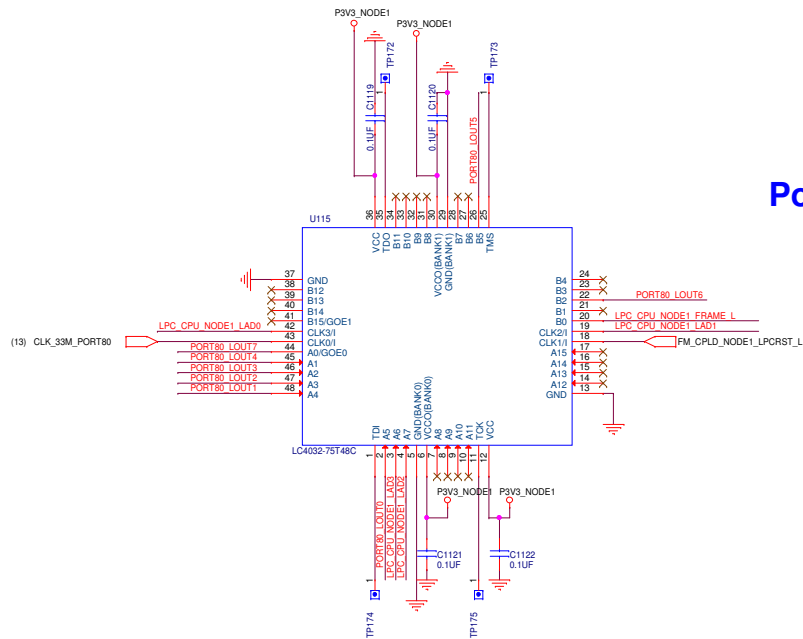 P3V3_NODE1
P3V3_NODE1
TP172
TP173
1
1
C1119
0.1UF
C1120
0.1UF
PORT80_LOUT5
Po
U115
36
35
34
33
32
31
30
29
28
27
26
25
VCC
TDO
B11
B10
B9
B8
VCCO(BANK1)
GND(BANK1)
B7
B6
B5
TMS
37 GND
38 B12
39 B13
40 B14
41 B15/GOE1
LPC_CPU_NODE1_LAD0 42 CLK3/I
(13) CLK_33M_PORT80 43 CLK0/I
PORT80_LOUT7 44 A0/GOE0
PORT80_LOUT4 45 A1
PORT80_LOUT3 46 A2
PORT80_LOUT2 47 A3
PORT80_LOUT1 48 A4
B4 24
B3 23
B2 22 PORT80_LOUT6
B1 21
B0 20 LPC_CPU_NODE1_FRAME_L
CLK2/I 19 LPC_CPU_NODE1_LAD1
CLK1/I 18 FM_CPLD_NODE1_LPCRST_L
A15 17
A14 16
A13 15
A12 14
GND 13
TDI
A5
A6
A7
GND(BANK0)
VCCO(BANK0)
A8
A9
A10
A11
TCK
VCC
LC4032-75T48C
1
2
3
4
5
6
7
8
9
10
11
12
PORT80_LOUT0
LPC_CPU_NODE1_LAD3
LPC_CPU_NODE1_LAD2
P3V3_NODE1
P3V3_NODE1
C1121
0.1UF
C1122
0.1UF
1
1
TP174
TP175